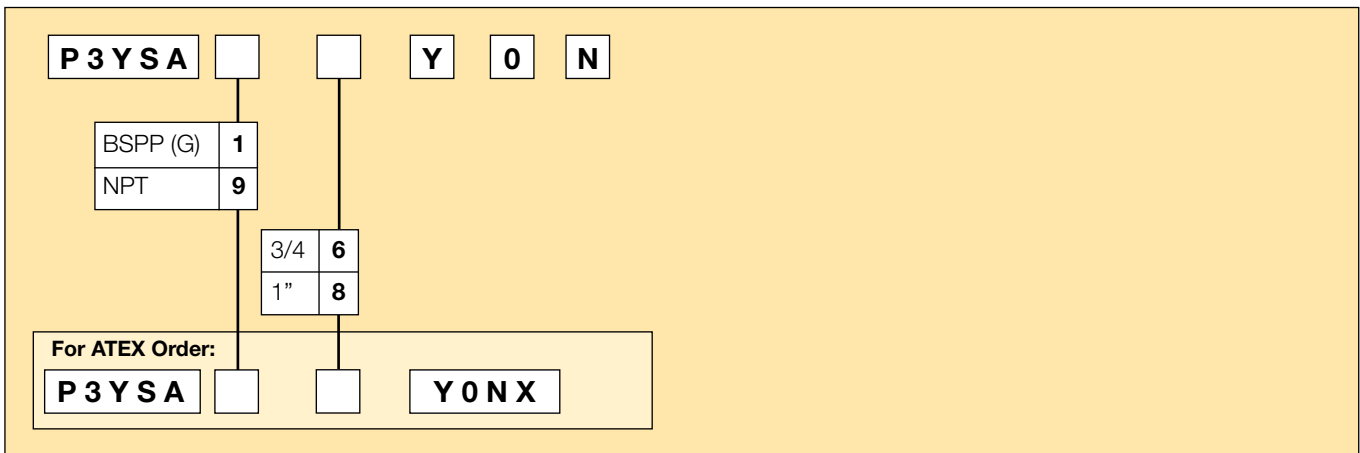 P3YSA Y 0 N
BSPP (G) 1
NPT 9
3/4 6
1” 8
For ATEX Order:
P3YSA Y0NX